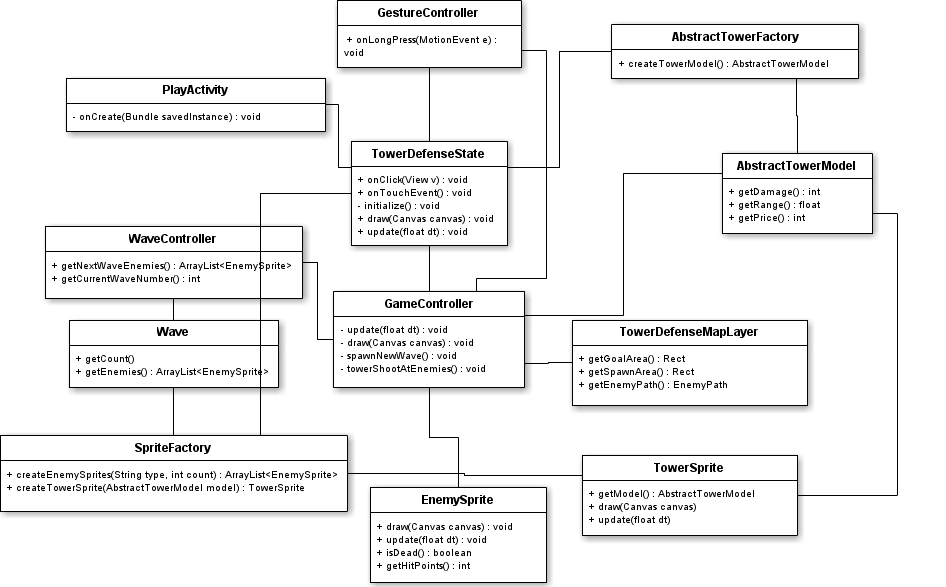 GestureController
+ onLongPress(MotionEvent e) :
void
AbstractTowerFactory
+ createTowerModel() : AbstractTowerModel
PlayActivity
- onCreate(Bundle savedInstance) : void
TowerDefenseState
+ onClick(View v) : void
+ onTouchEvent() : void
- initialize() : void
+ draw(Canvas canvas) : void
+ update(float dt) : void
AbstractTowerModel
+ getDamage() : int
+ getRange() : float
+ getPrice() : int
WaveController
+ getNextWaveEnemies() : ArrayList<EnemySprite>
+ getCurrentWaveNumber() : int
GameController
- update(float dt) : void
- draw(Canvas canvas) : void
- spawnNewWave() : void
- towerShootAtEnemies() : void
Wave
+ getCount()
+ getEnemies() : ArrayList<EnemySprite>
TowerDefenseMapLayer
+ getGoalArea() : Rect
+ getSpawnArea() : Rect
+ getEnemyPath() : EnemyPath
SpriteFactory
+ createEnemySprites(String type, int count) : ArrayList<EnemySprite>
+ createTowerSprite(AbstractTowerModel model) : TowerSprite
TowerSprite
+ getModel() : AbstractTowerModel
+ draw(Canvas canvas)
+ update(float dt)
EnemySprite
+ draw(Canvas canvas) : void
+ update(float dt) : void
+ isDead() : boolean
+ getHitPoints() : int